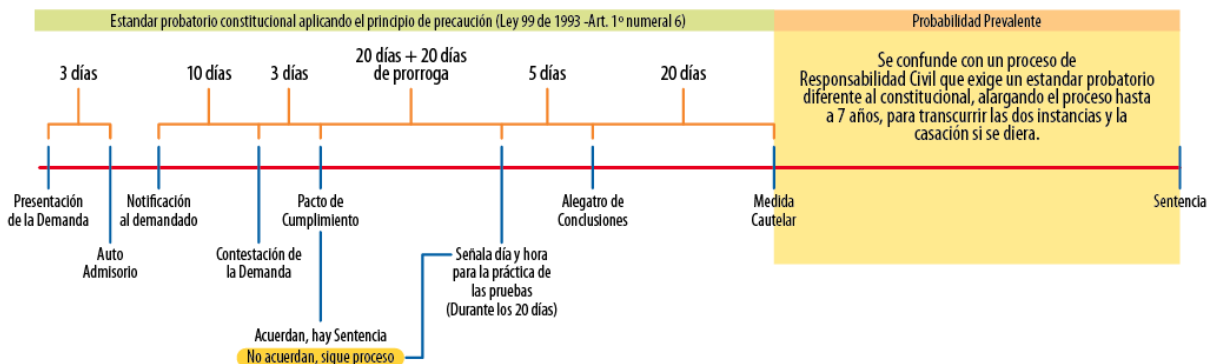 Estandar probatorio constitucional aplicando el principio de precaución (Ley 99 de 1993 -Art. 1º numeral 6)
Probabilidad Prevalente
3 días
10 días
3 días
20 días + 20 días
de prorroga
5 días
20 días
Se confunde con un proceso de
Responsabilidad Civil que exige un estandar probatorio
diferente al constitucional, alargando el proceso hasta
a 7 años, para transcurrir las dos instancias y la
casación si se diera.
Presentación
de la Demanda
Auto
Admisorio
Notificación
al demandado
Contestación de
la Demanda
Pacto de
Cumplimiento
Acuerdan, hay Sentencia
No acuerdan, sigue proceso
Señala día y hora
para la práctica de
las pruebas
(Durante los 20 días)
Alegatro de
Conclusiones
Medida
Cautelar
Sentencia